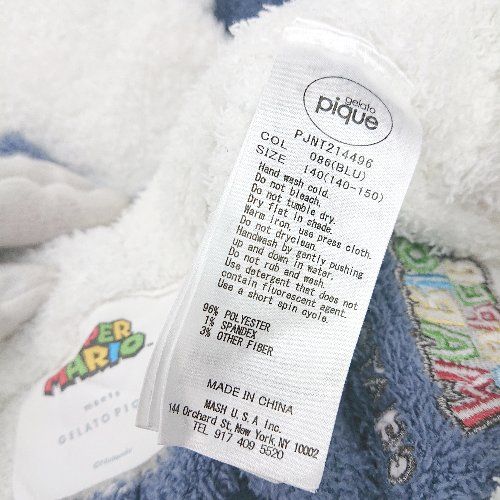 gelato
pique
PJNT214496
COL 086(BLU)
SIZE 140(140-150)
Hand wash cold.
Do not bleach.
Do not tumble dry.
Dry flat in shade.
Warm iron, use press cloth.
Do not dryclean.
Handwash by gently pushing
up and down in water.
Do not rub and wash.
Use detergent that does not
contain fluorescent agent.
Use a short spin cycle.
96% POLYESTER
1% SPANDEX
3% OTHER FIBER
MADE IN CHINA
MASH U.S.A Inc.
144 Orchard St, New York, NY 10002
TEL 917 409 5520
SUPER
MARIO
meets
GELATO PIQ
©Nintendo